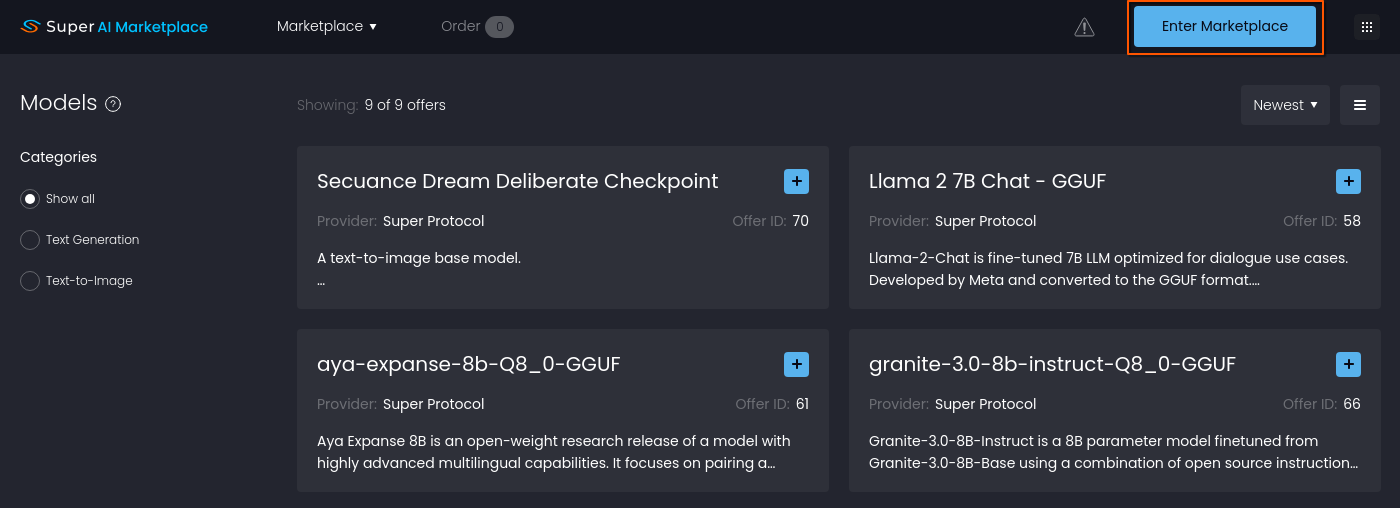 Super AI Marketplace
Marketplace
Order 0
Enter Marketplace
Models ?
Showing: 9 of 9 offers
Newest
Categories
Show all
Text Generation
Text-to-Image
Secuance Dream Deliberate Checkpoint
Provider: Super Protocol
Offer ID: 70
A text-to-image base model.
...
Llama 2 7B Chat - GGUF
Provider: Super Protocol
Offer ID: 58
Llama-2-Chat is fine-tuned 7B LLM optimized for dialogue use cases.
Developed by Meta and converted to the GGUF format....
aya-expanse-8b-Q8_0-GGUF
Provider: Super Protocol
Offer ID: 61
Aya Expanse 8B is an open-weight research release of a model with
highly advanced multilingual capabilities. It focuses on pairing a...
granite-3.0-8b-instruct-Q8_0-GGUF
Provider: Super Protocol
Offer ID: 66
Granite-3.0-8B-Instruct is a 8B parameter model finetuned from
Granite-3.0-8B-Base using a combination of open source instruction...